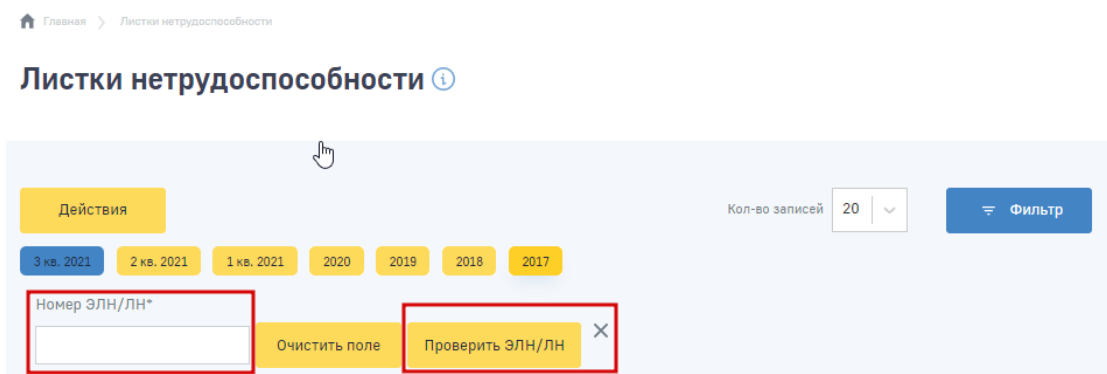 Главная > Листки нетрудоспособности
Листки нетрудоспособности
Действия
Кол-во записей 20
Фильтр
3 кв. 2021 2 кв. 2021 1 кв. 2021 2020 2019 2018 2017
Номер ЭЛН/ЛН*
Очистить поле
Проверить ЭЛН/ЛН